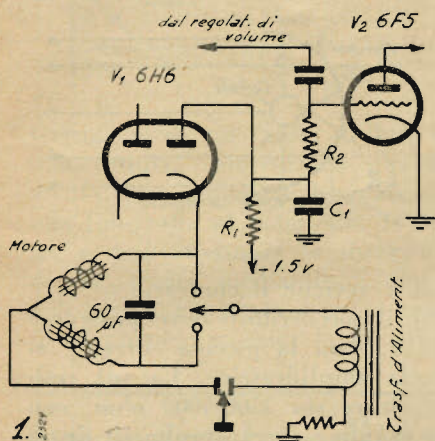 dal regolat. di
volume
V₂ 6F5
V₁ 6H6
R₂
C₁
R₁
-1.5 v
Motore
60
μF
Trasf. d'Aliment.
1.
2324